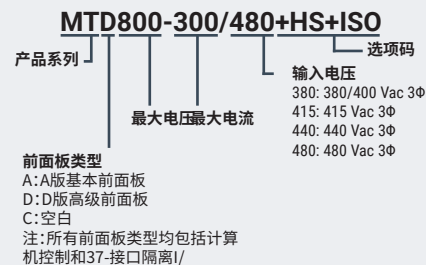 MTD800-300/480+HS+ISO
产品系列
选项码
输入电压
380: 380/400 Vac 3Φ
415: 415 Vac 3Φ
440: 440 Vac 3Φ
480: 480 Vac 3Φ
最大电压
最大电流
前面板类型
A:A版基本前面板
D:D版高级前面板
C:空白
注:所有前面板类型均包括计算
机控制和37-接口隔离I/